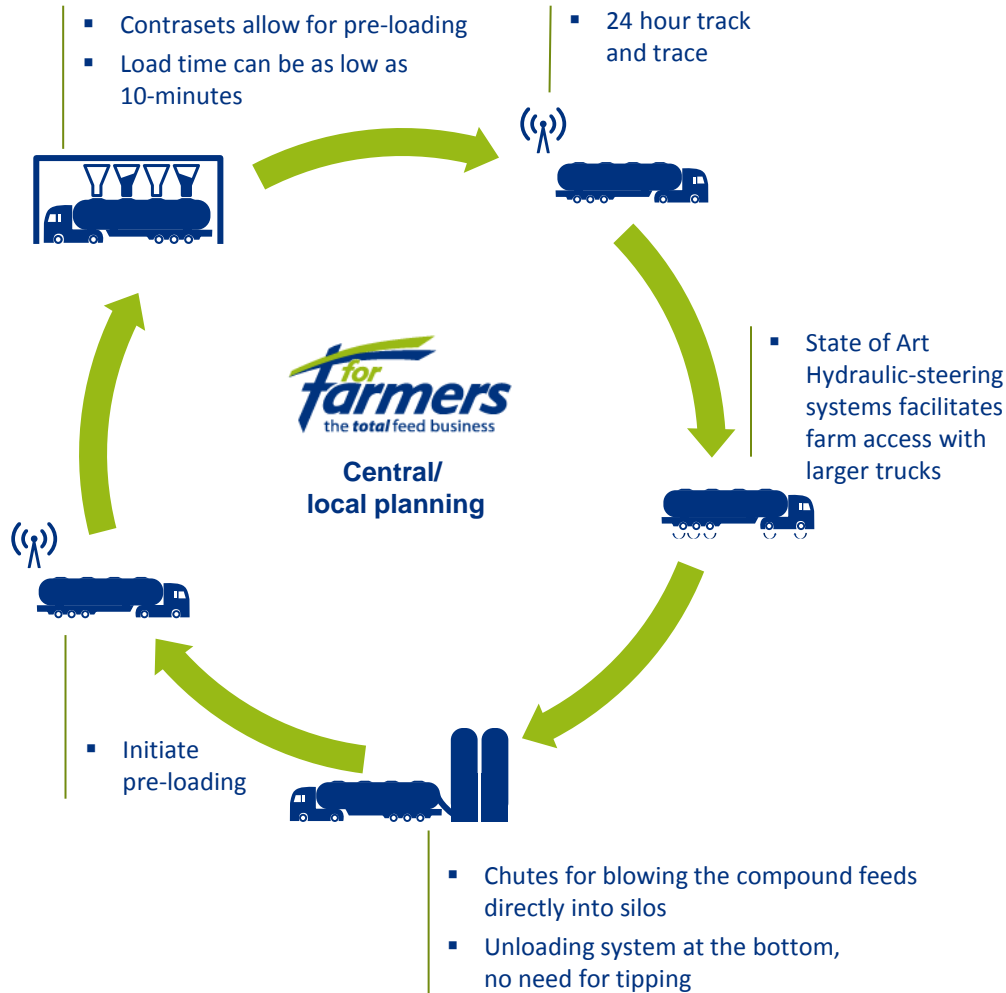 ▪ Contrasets allow for pre-loading
▪ Load time can be as low as
10-minutes
▪ 24 hour track
and trace
▪ State of Art
Hydraulic-steering
systems facilitates
farm access with
larger trucks
for
farmers
the total feed business
Central/
local planning
▪ Initiate
pre-loading
▪ Chutes for blowing the compound feeds
directly into silos
▪ Unloading system at the bottom,
no need for tipping